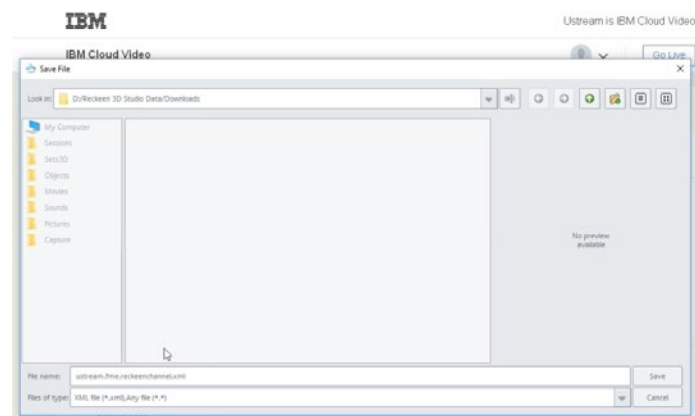 IBM
Ustream is IBM Cloud Video
IBM Cloud Video
Go Live
Save File
Look in: D:/Reckeen 3D Studio Data/Downloads
My Computer
Sessions
Sets3D
Objects
Movies
Sounds
Pictures
Capture
No preview
available
File name: ustream.fme.reckeenchannel.xml
Save
Files of type: XML file (*.xml),Any file (*.*)
Cancel